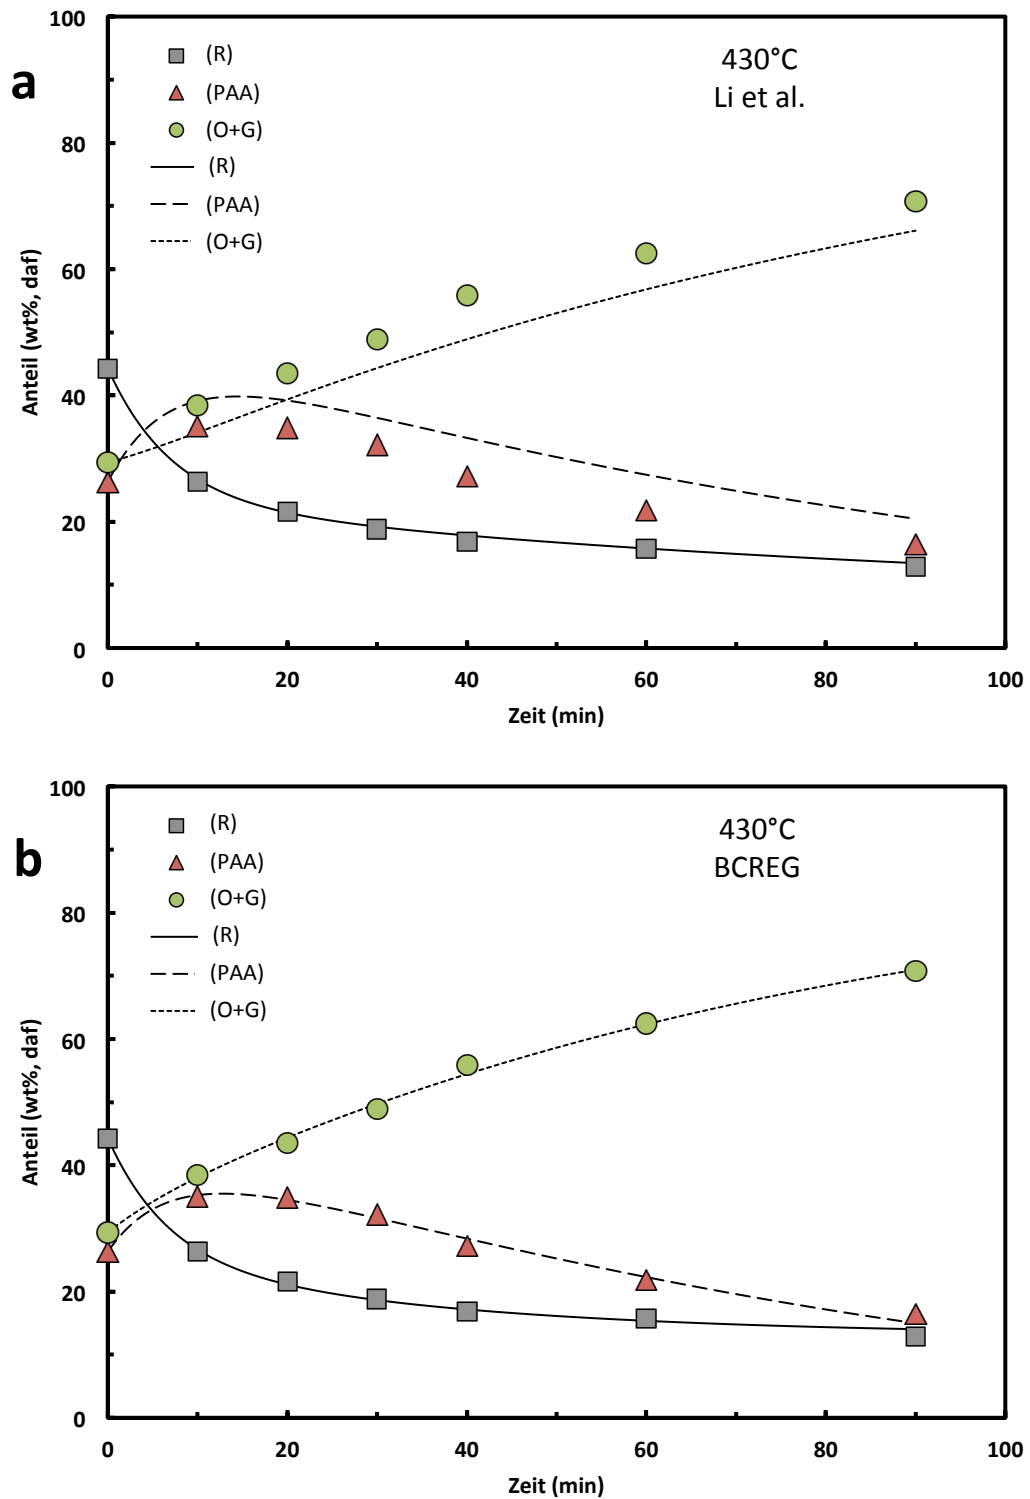 a
430°C
Li et al.
(R)
(PAA)
(O+G)
(R)
(PAA)
(O+G)
Anteil (wt%, daf)
100
80
60
40
20
0
0 20 40 60 80 100
Zeit (min)
b
430°C
BCREG
(R)
(PAA)
(O+G)
(R)
(PAA)
(O+G)
Anteil (wt%, daf)
100
80
60
40
20
0
0 20 40 60 80 100
Zeit (min)